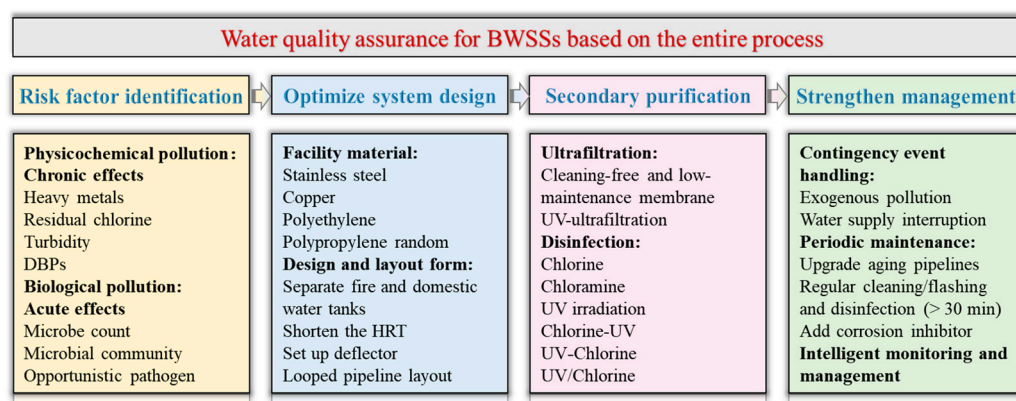 Water quality assurance for BWSSs based on the entire process
Risk factor identification
Optimize system design
Secondary purification
Strengthen management
Physicochemical pollution:
Chronic effects
Heavy metals
Residual chlorine
Turbidity
DBPs
Biological pollution:
Acute effects
Microbe count
Microbial community
Opportunistic pathogen
Facility material:
Stainless steel
Copper
Polyethylene
Polypropylene random
Design and layout form:
Separate fire and domestic
water tanks
Shorten the HRT
Set up deflector
Looped pipeline layout
Ultrafiltration:
Cleaning-free and low-
maintenance membrane
UV-ultrafiltration
Disinfection:
Chlorine
Chloramine
UV irradiation
Chlorine-UV
UV-Chlorine
UV/Chlorine
Contingency event
handling:
Exogenous pollution
Water supply interruption
Periodic maintenance:
Upgrade aging pipelines
Regular cleaning/flashing
and disinfection (> 30 min)
Add corrosion inhibitor
Intelligent monitoring and
management